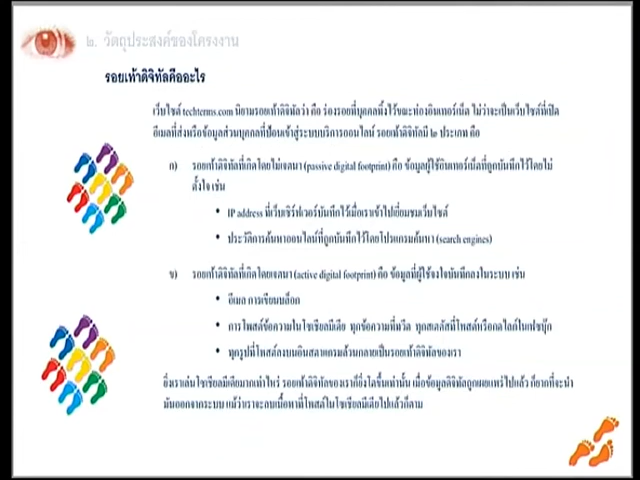 ๒. วัตถุประสงค์ของโครงงาน
รอยเท้าดิจิทัลคืออะไร
เว็บไซต์ techterms.com นิยามรอยเท้าดิจิทัลว่า คือ ร่องรอยที่บุคคลทิ้งไว้ขณะท่องอินเทอร์เน็ต ไม่ว่าจะเป็นเว็บไซต์ที่เปิด
อีเมลที่ส่งหรือข้อมูลส่วนบุคคลที่ป้อนเข้าสู่ระบบบริการออนไลน์ รอยเท้าดิจิทัลมี ๒ ประเภท คือ
ก) รอยเท้าดิจิทัลที่เกิดโดยไม่เจตนา (passive digital footprint) คือ ข้อมูลผู้ใช้อินเทอร์เน็ตที่ถูกบันทึกไว้โดยไม่
ตั้งใจ เช่น
• IP address ที่เว็บเซิร์ฟเวอร์บันทึกไว้เมื่อเราเข้าไปเยี่ยมชมเว็บไซต์
• ประวัติการค้นหาออนไลน์ที่ถูกบันทึกไว้โดยโปรแกรมค้นหา (search engines)
ข) รอยเท้าดิจิทัลที่เกิดโดยเจตนา (active digital footprint) คือ ข้อมูลที่ผู้ใช้จงใจบันทึกลงในระบบ เช่น
• อีเมล การเขียนบล็อก
• การโพสต์ข้อความในโซเชียลมีเดีย ทุกข้อความที่ทวีต ทุกสเตตัสที่โพสต์หรือกดไลก์ในเฟซบุ๊ก
• ทุกรูปที่โพสต์ลงบนอินสตาแกรมล้วนกลายเป็นรอยเท้าดิจิทัลของเรา
ยิ่งเราเล่นโซเชียลมีเดียมากเท่าไหร่ รอยเท้าดิจิทัลของเราก็ยิ่งโตขึ้นเท่านั้น เมื่อข้อมูลดิจิทัลถูกเผยแพร่ไปแล้ว ก็ยากที่จะนำ
มันออกจากระบบ แม้ว่าเราจะลบเนื้อหาที่โพสต์ในโซเชียลมีเดียไปแล้วก็ตาม